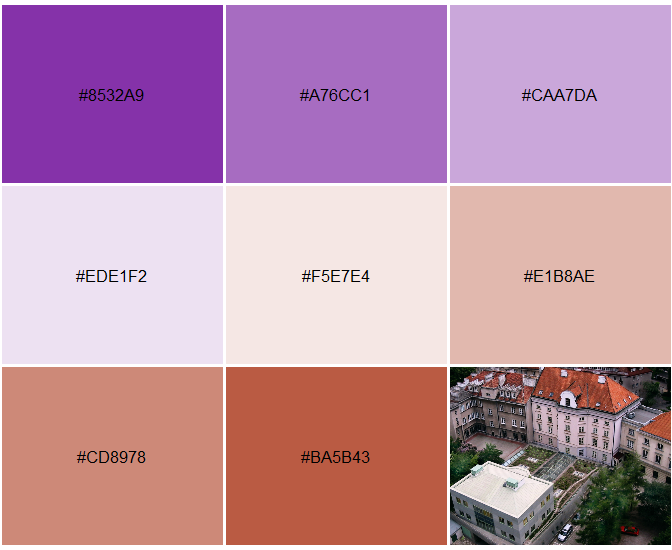 #8532A9
#A76CC1
#CAA7DA
#EDE1F2
#F5E7E4
#E1B8AE
#CD8978
#BA5B43